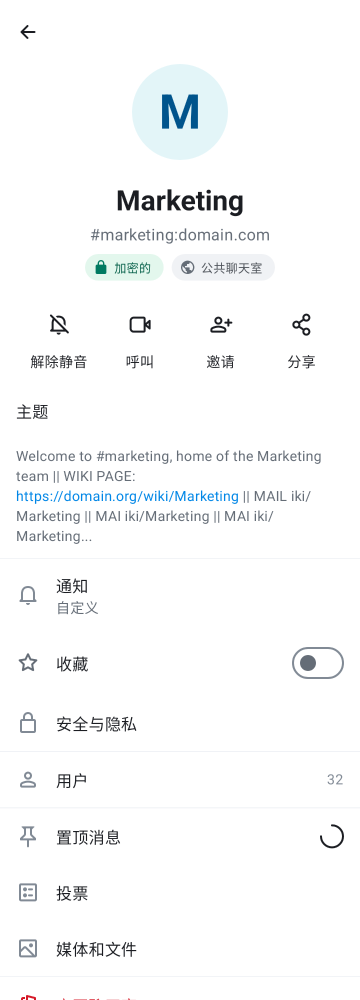 M
Marketing
#marketing:domain.com
加密的 公共聊天室
解除静音 呼叫 邀请 分享
主题
Welcome to #marketing, home of the Marketing
team || WIKI PAGE:
https://domain.org/wiki/Marketing || MAIL iki/
Marketing || MAI iki/Marketing || MAI iki/
Marketing...
通知
自定义
收藏
安全与隐私
用户 32
置顶消息
投票
媒体和文件